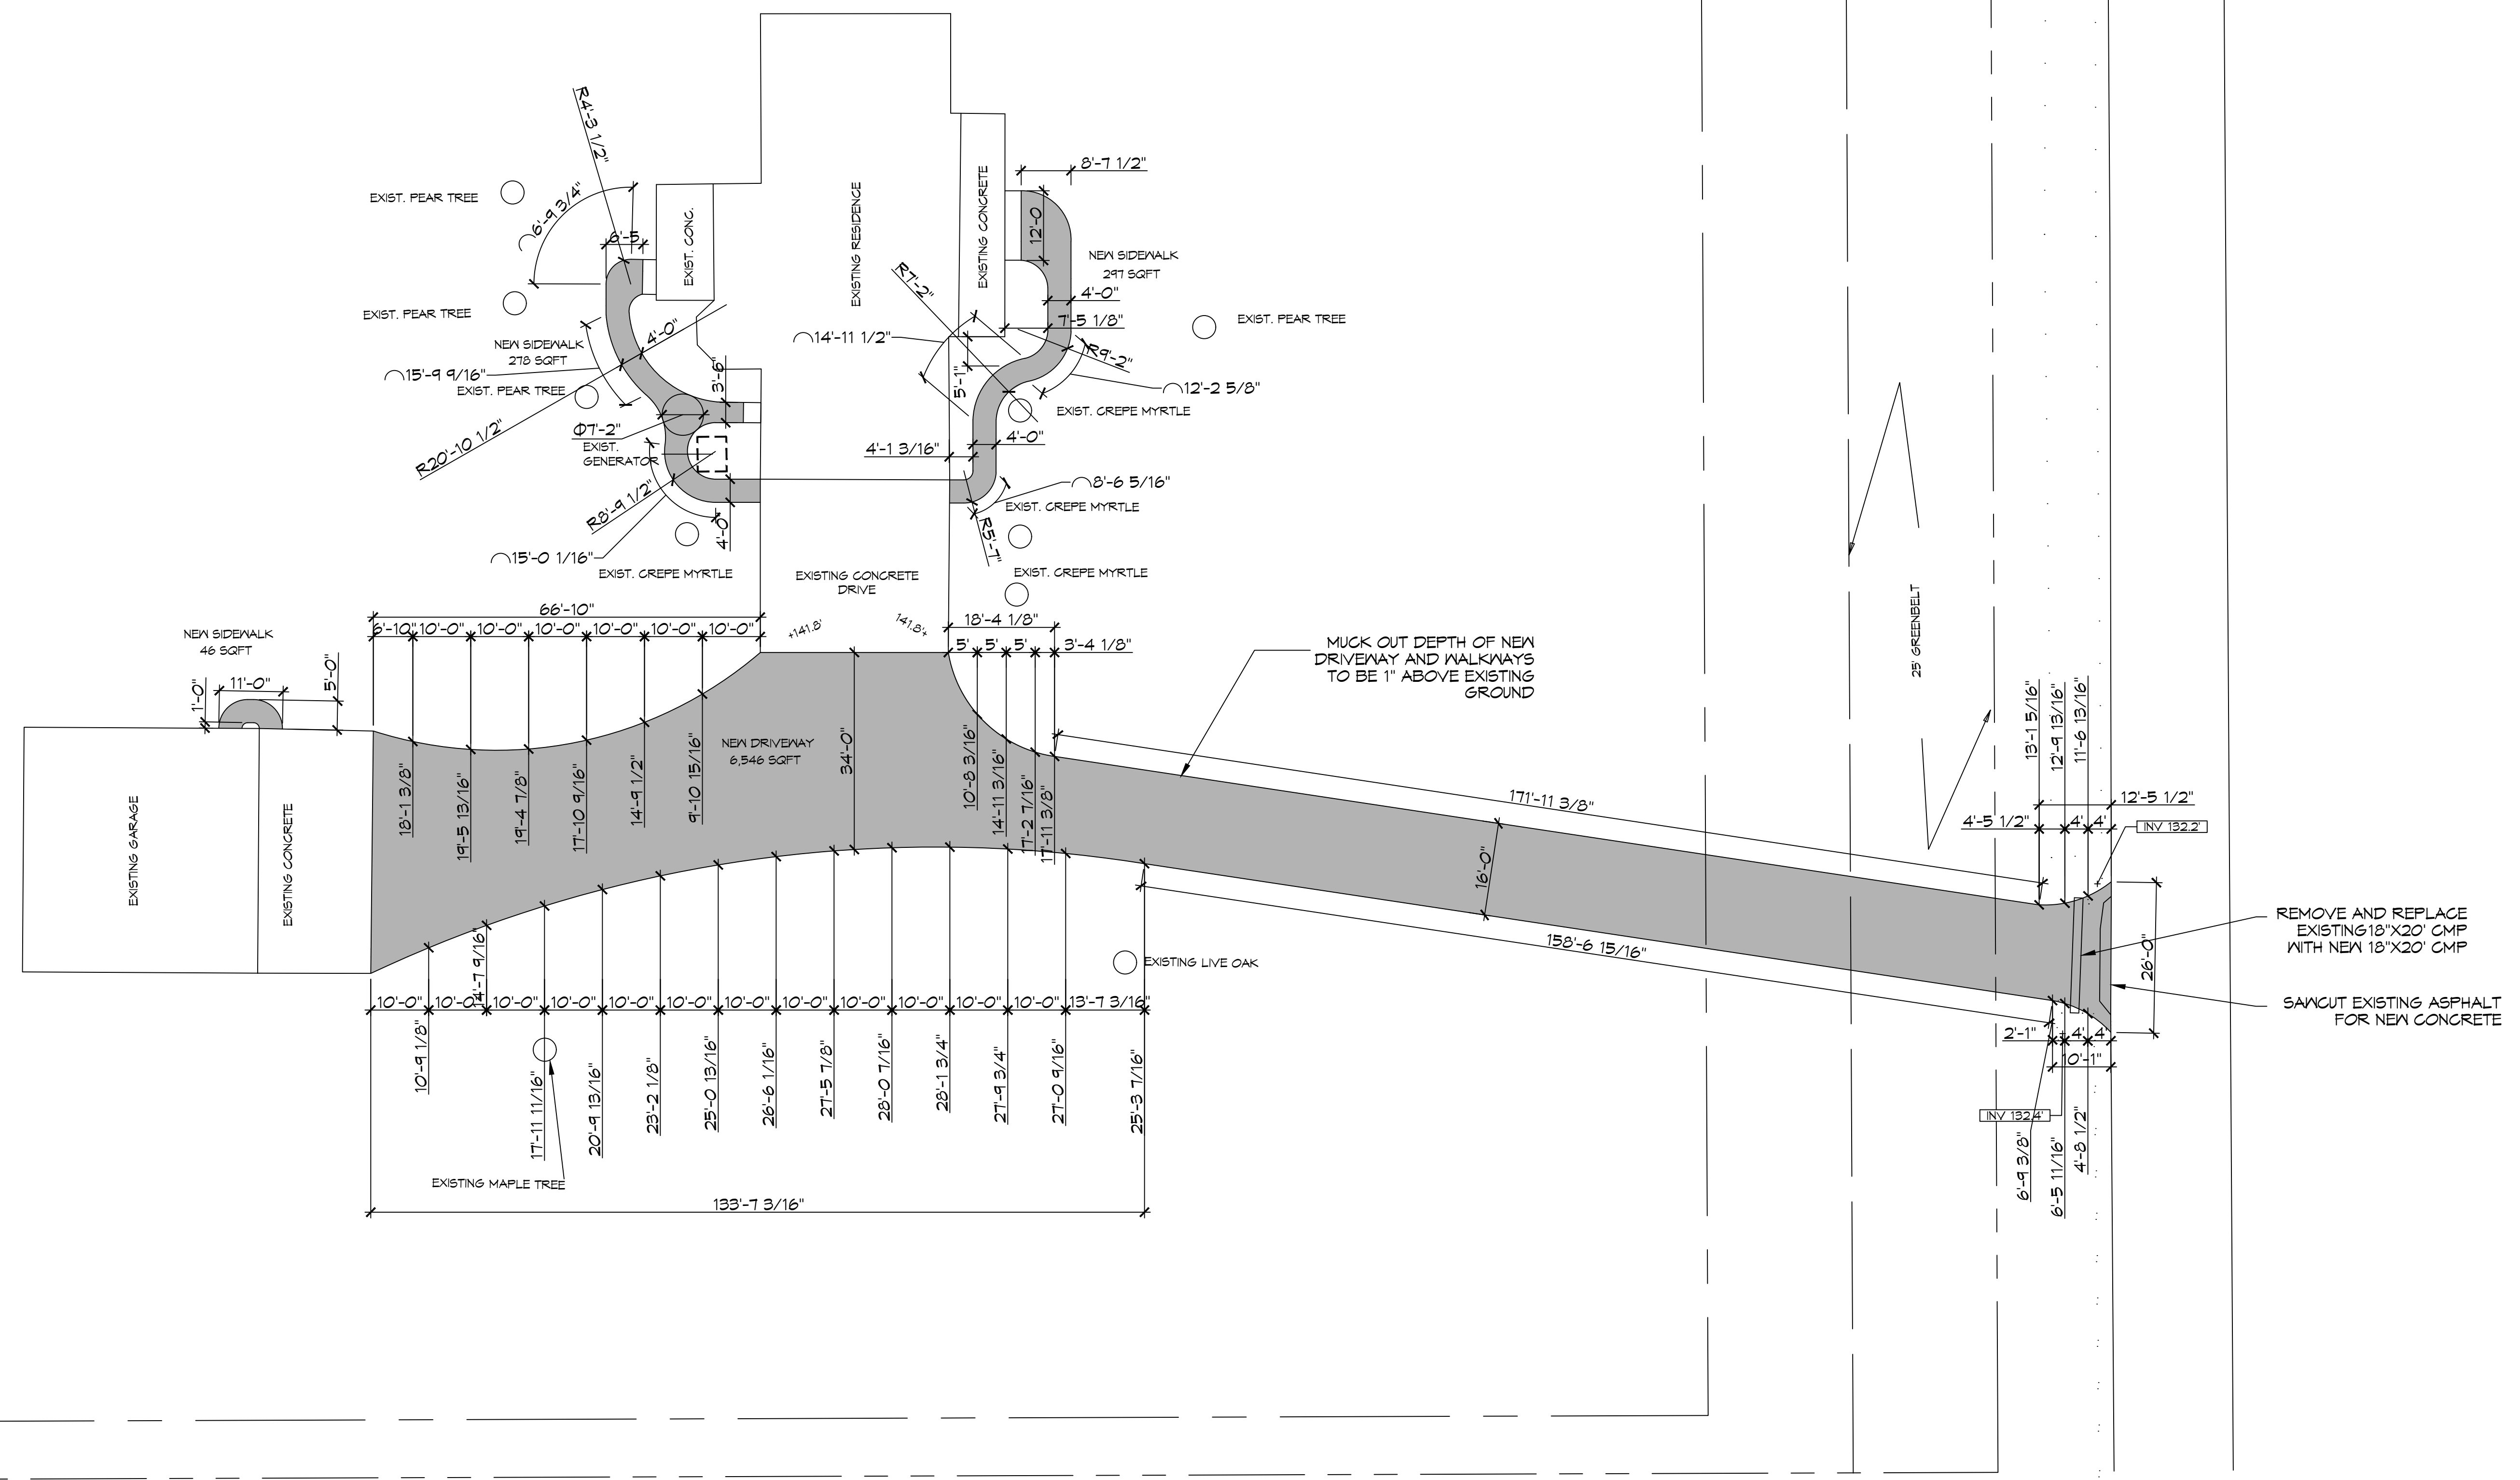 R4'-3 1/2"
EXIST. PEAR TREE
6'-9 3/4"
6'-5
EXIST. CONC.
EXISTING RESIDENCE
EXISTING CONCRETE
8'-7 1/2"
12'-0
NEW SIDEWALK
297 SQFT
EXIST. PEAR TREE
NEW SIDEWALK
278 SQFT
4'-0"
15'-9 9/16"
EXIST. PEAR TREE
3'-6"
R20'-10 1/2"
Φ7'-2"
EXIST.
GENERATOR
R8'-9 1/2"
4'-0
15'-0 1/16"
EXIST. CREPE MYRTLE
R7'-2"
4'-0"
7'-5 1/8"
14'-11 1/2"
R9'-2"
5'-1"
12'-2 5/8"
EXIST. PEAR TREE
EXIST. CREPE MYRTLE
4'-1 3/16"
4'-0"
8'-6 5/16"
EXIST. CREPE MYRTLE
R5'-7"
EXIST. CREPE MYRTLE
EXISTING CONCRETE
DRIVE
+141.8'
141.8'+
66'-10"
6'-10"
10'-0"
10'-0"
10'-0"
10'-0"
10'-0"
10'-0"
18'-4 1/8"
5'
5'
5'
3'-4 1/8"
NEW SIDEWALK
46 SQFT
1'-0"
11'-0"
5'-0"
EXISTING GARAGE
EXISTING CONCRETE
18'-1 3/8"
19'-5 13/16"
19'-4 7/8"
17'-10 9/16"
14'-9 1/2"
9'-10 15/16"
NEW DRIVEWAY
6,546 SQFT
34'-0"
10'-8 3/16"
14'-11 3/16"
17'-2 7/16"
17'-11 3/8"
MUCK OUT DEPTH OF NEW
DRIVEWAY AND WALKWAYS
TO BE 1" ABOVE EXISTING
GROUND
171'-11 3/8"
16'-0"
158'-6 15/16"
25' GREENBELT
13'-1 5/16"
12'-9 13/16"
11'-6 13/16"
12'-5 1/2"
4'-5 1/2"
4'
4'
INV 132.2'
26'-0"
REMOVE AND REPLACE
EXISTING18"X20' CMP
WITH NEW 18"X20' CMP
SAWCUT EXISTING ASPHALT
FOR NEW CONCRETE
2'-1"
4'
4'
10'-1"
INV 132.4'
6'-9 3/8"
6'-5 11/16"
4'-8 1/2"
EXISTING LIVE OAK
10'-0"
10'-0"
10'-0"
10'-0"
10'-0"
10'-0"
10'-0"
10'-0"
10'-0"
10'-0"
10'-0"
10'-0"
13'-7 3/16"
10'-9 1/8"
14'-7 9/16"
17'-11 11/16"
20'-9 13/16"
23'-2 1/8"
25'-0 13/16"
26'-6 1/16"
27'-5 7/8"
28'-0 7/16"
28'-1 3/4"
27'-9 3/4"
27'-0 9/16"
25'-3 7/16"
EXISTING MAPLE TREE
133'-7 3/16"